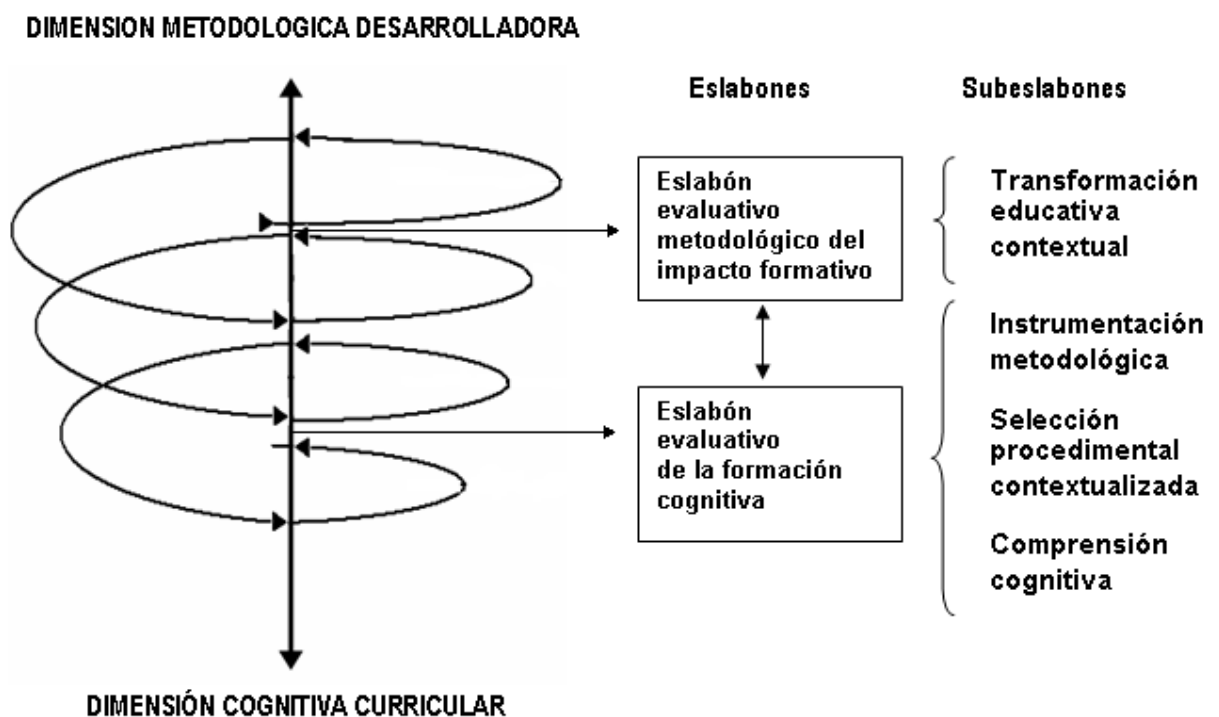 DIMENSION METODOLOGICA DESARROLLADORA
Eslabones
Subeslabones
Eslabón
evaluativo
metodológico del
impacto formativo
Transformación
educativa
contextual
Eslabón
evaluativo
de la formación
cognitiva
Instrumentación
metodológica
Selección
procedimental
contextualizada
Comprensión
cognitiva
DIMENSIÓN COGNITIVA CURRICULAR